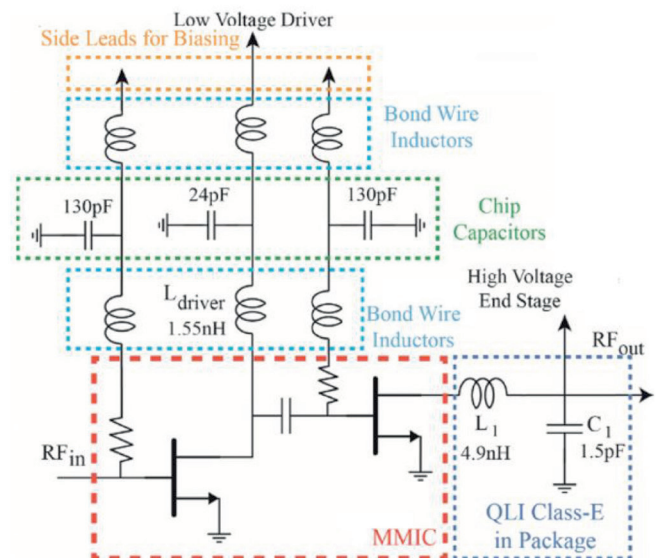 Low Voltage Driver
Side Leads for Biasing
Bond Wire
Inductors
130pF
24pF
130pF
Chip
Capacitors
L driver
1.55nH
Bond Wire
Inductors
High Voltage
End Stage
RF out
L 1
4.9nH
C 1
1.5pF
RF in
MMIC
QLI Class-E
in Package